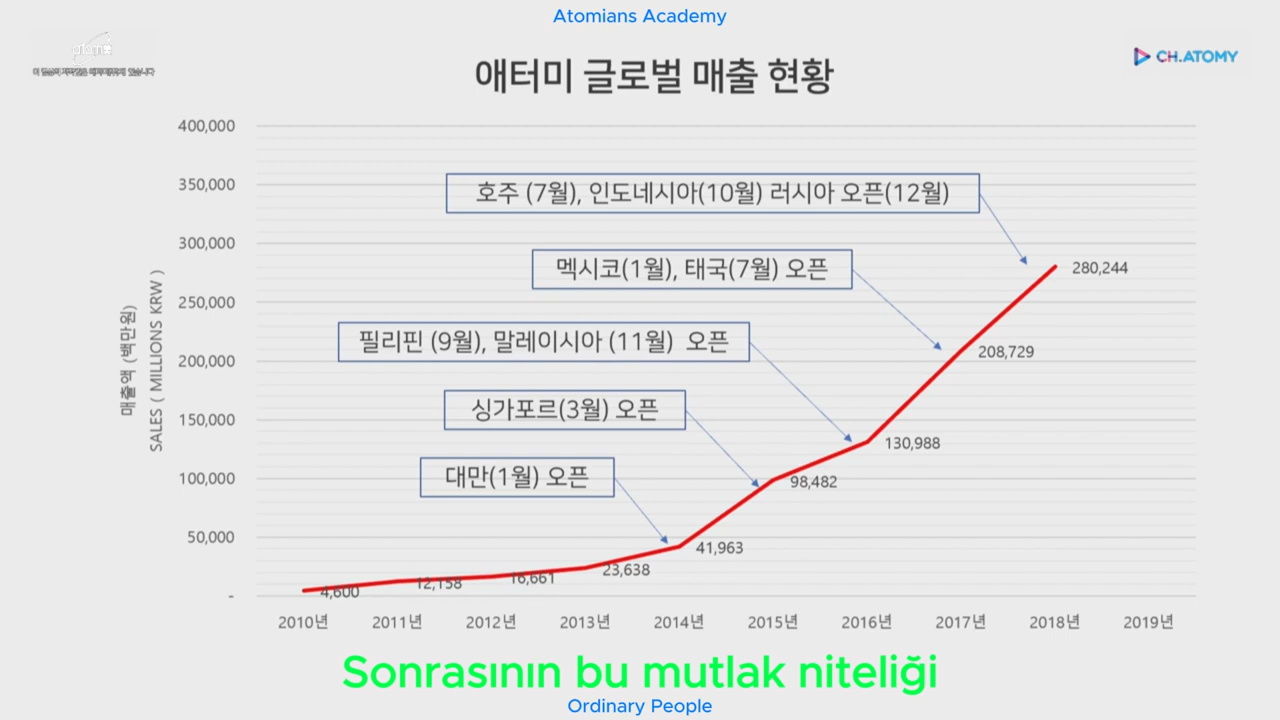 Atomians Academy
CH.ATOMY
애터미 글로벌 매출 현황
매출액 (백만원)
SALES ( MILLIONS KRW )
400,000
350,000
300,000
250,000
200,000
150,000
100,000
50,000
-
호주 (7월), 인도네시아(10월) 러시아 오픈(12월)
멕시코(1월), 태국(7월) 오픈
필리핀 (9월), 말레이시아 (11월) 오픈
싱가포르(3월) 오픈
대만(1월) 오픈
280,244
208,729
130,988
98,482
41,963
23,638
16,661
12,158
4,600
2010년 2011년 2012년 2013년 2014년 2015년 2016년 2017년 2018년 2019년
Sonrasının bu mutlak niteliği
Ordinary People